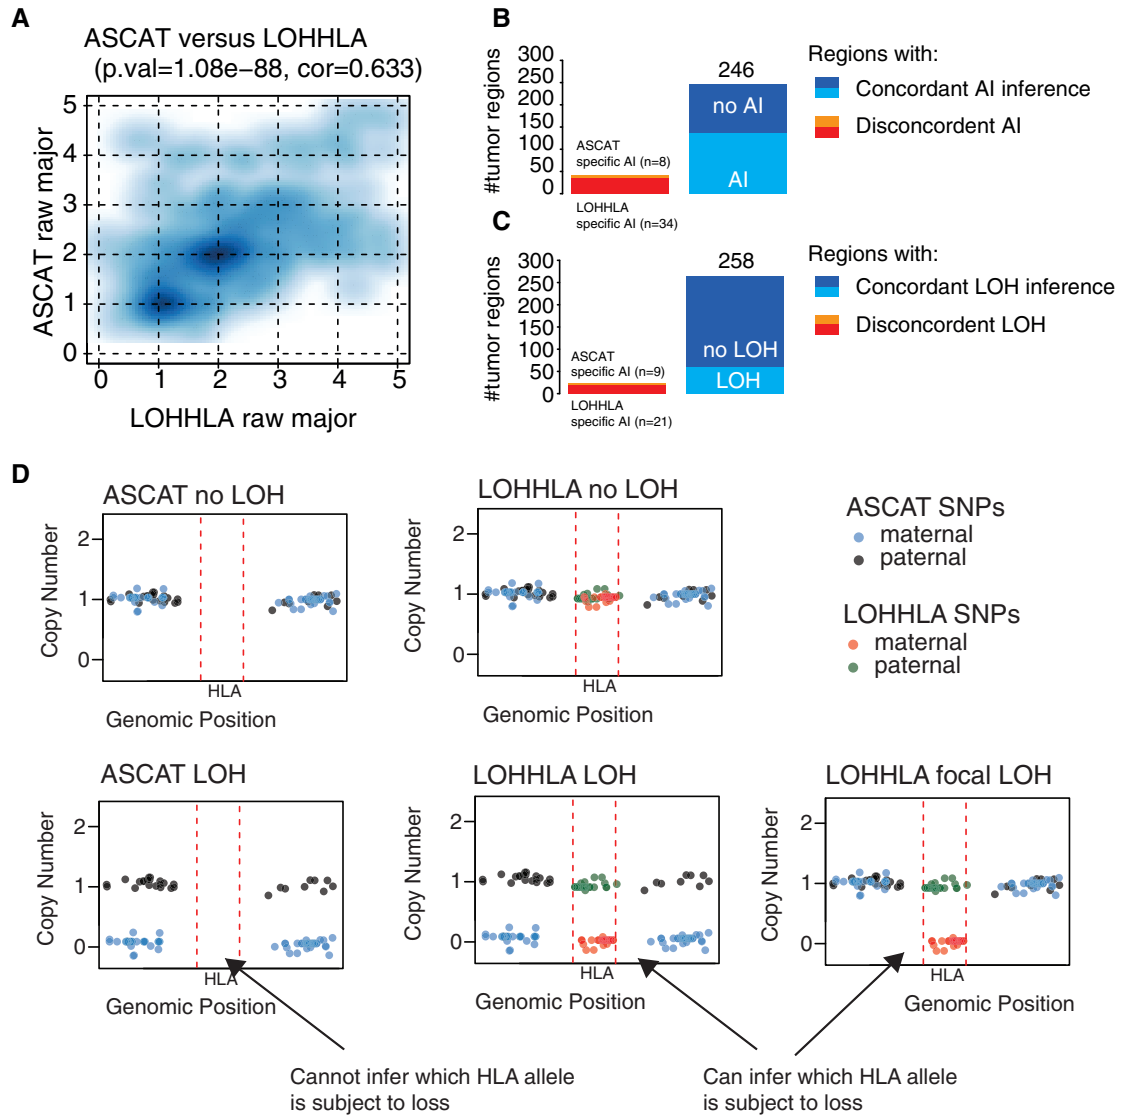 A
ASCAT versus LOHHLA
(p.val=1.08e−88, cor=0.633)
ASCAT raw major
5
4
3
2
1
0
0 1 2 3 4 5
LOHHLA raw major
B
#tumor regions
300
250
200
150
100
50
0
ASCAT
specific AI (n=8)
LOHHLA
specific AI (n=34)
246
no AI
AI
Regions with:
Concordant AI inference
Disconcordent AI
C
#tumor regions
300
250
200
150
100
50
0
ASCAT
specific AI (n=9)
LOHHLA
specific AI (n=21)
258
no LOH
LOH
Regions with:
Concordant LOH inference
Disconcordent LOH
D
ASCAT no LOH
Copy Number
2
1
0
HLA
Genomic Position
LOHHLA no LOH
Copy Number
2
1
0
HLA
Genomic Position
ASCAT SNPs
maternal
paternal
LOHHLA SNPs
maternal
paternal
ASCAT LOH
Copy Number
2
1
0
HLA
Genomic Position
LOHHLA LOH
Copy Number
2
1
0
HLA
Genomic Position
LOHHLA focal LOH
Copy Number
2
1
0
HLA
Genomic Position
Cannot infer which HLA allele
is subject to loss
Can infer which HLA allele
is subject to loss